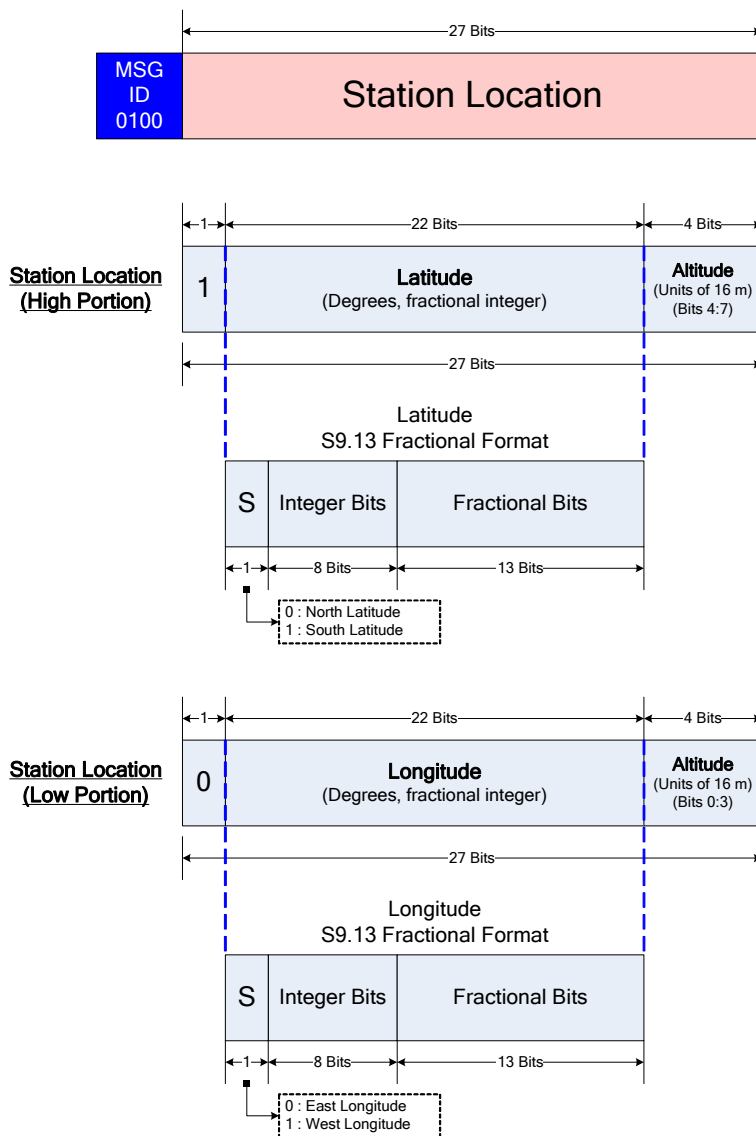 27 Bits
MSG
ID
0100
Station Location
1
22 Bits
4 Bits
Station Location
(High Portion)
1
Latitude
(Degrees, fractional integer)
Altitude
(Units of 16 m)
(Bits 4:7)
27 Bits
Latitude
S9.13 Fractional Format
S
Integer Bits
Fractional Bits
1
8 Bits
13 Bits
0 : North Latitude
1 : South Latitude
1
22 Bits
4 Bits
Station Location
(Low Portion)
0
Longitude
(Degrees, fractional integer)
Altitude
(Units of 16 m)
(Bits 0:3)
27 Bits
Longitude
S9.13 Fractional Format
S
Integer Bits
Fractional Bits
1
8 Bits
13 Bits
0 : East Longitude
1 : West Longitude